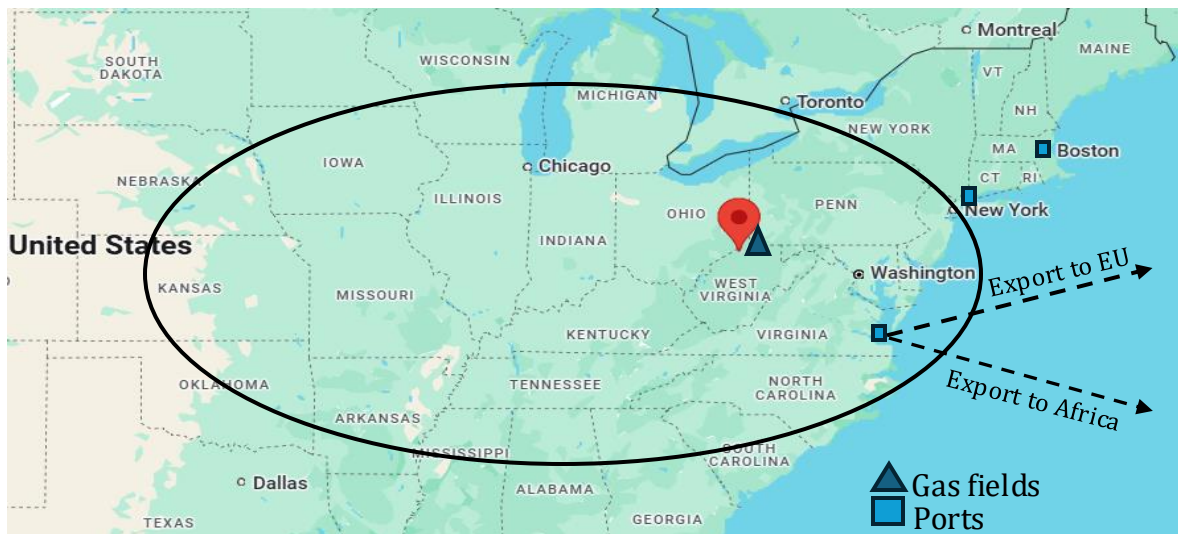 Montreal
MAINE
SOUTH
DAKOTA
WISCONSIN
VT
MICHIGAN
Toronto
NH
NEW YORK
MA
Boston
IOWA
Chicago
CT
RI
NEBRASKA
ILLINOIS
OHIO
PENN
New York
United States
INDIANA
Washington
Export to EU
KANSAS
MISSOURI
WEST
VIRGINIA
KENTUCKY
VIRGINIA
OKLAHOMA
TENNESSEE
NORTH
CAROLINA
Export to Africa
ARKANSAS
MISSISSIPPI
SOUTH
CAROLINA
Dallas
ALABAMA
Gas fields
TEXAS
GEORGIA
Ports